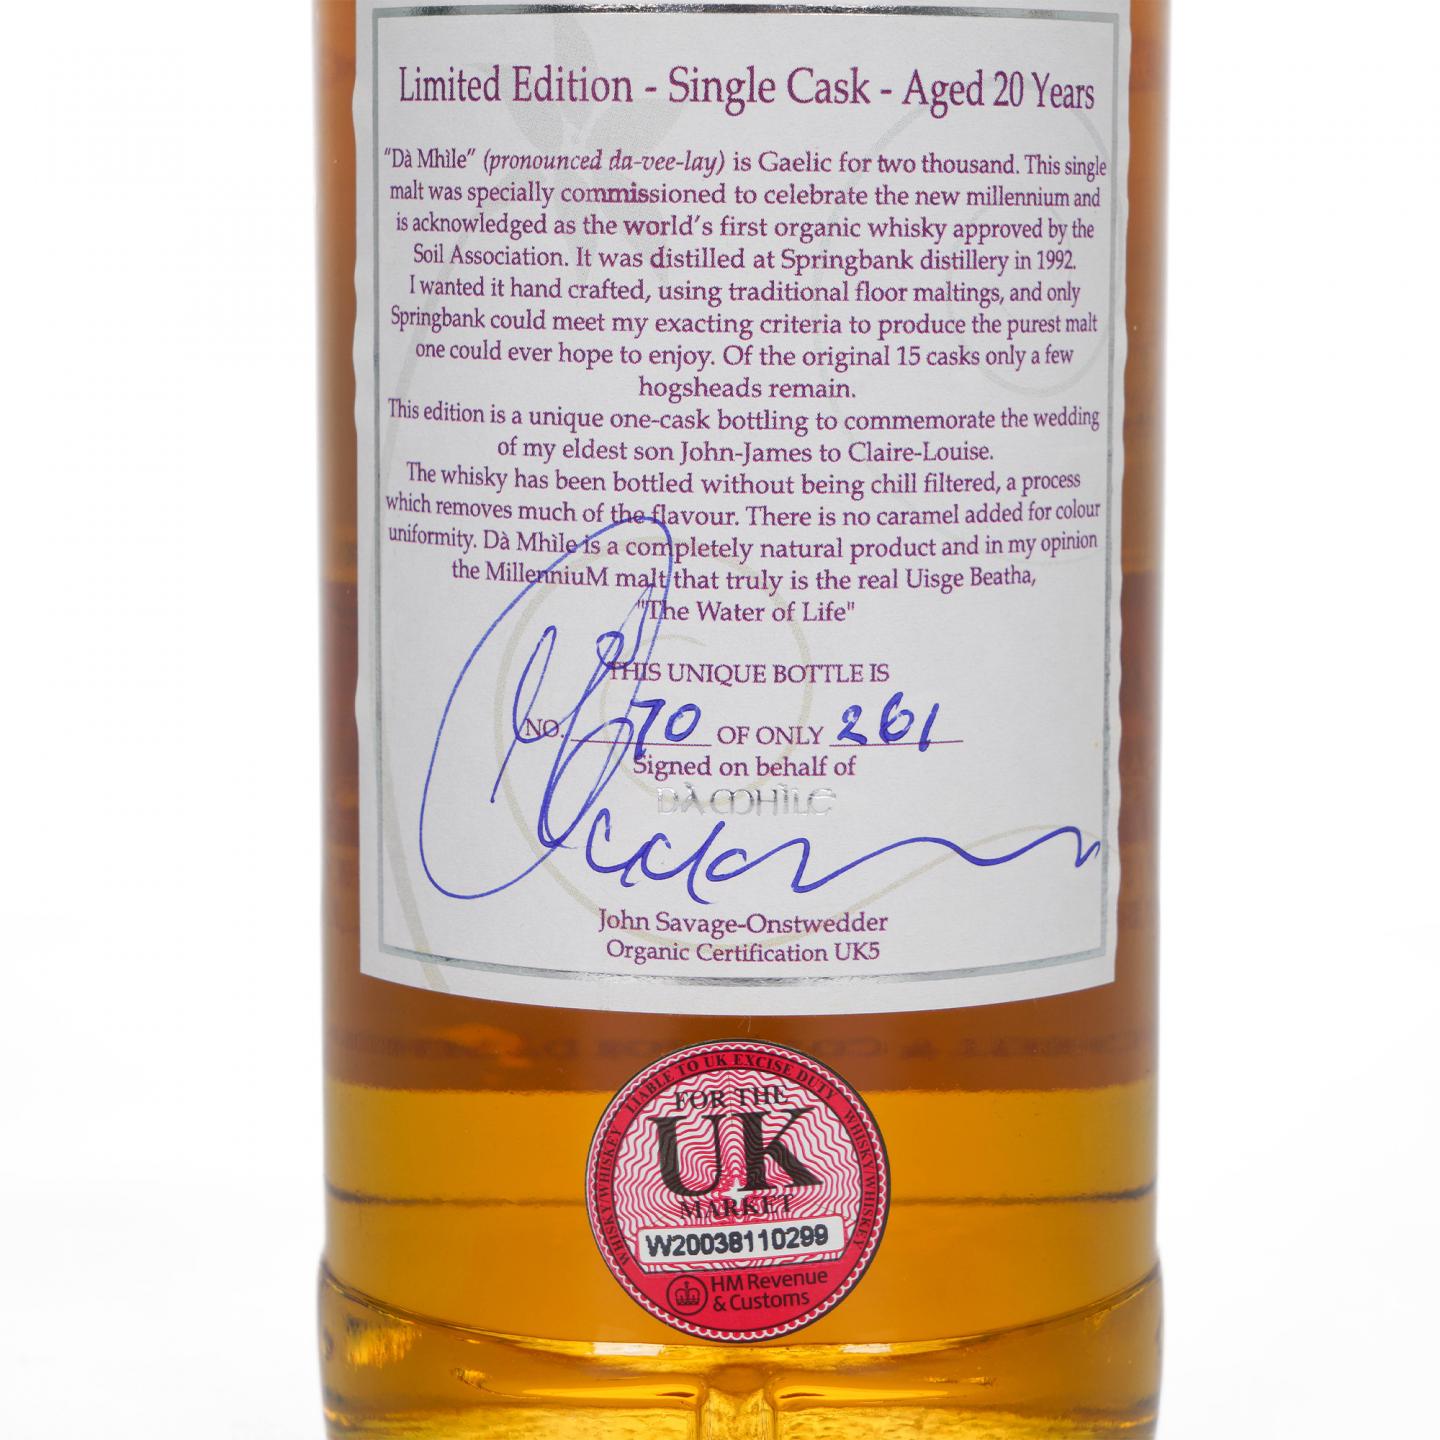 Limited Edition - Single Cask - Aged 20 Years
"Dà Mhìle" (pronounced da-vee-lay) is Gaelic for two thousand. This single
malt was specially commissioned to celebrate the new millennium and
is acknowledged as the world's first organic whisky approved by the
Soil Association. It was distilled at Springbank distillery in 1992.
I wanted it hand crafted, using traditional floor maltings, and only
Springbank could meet my exacting criteria to produce the purest malt
one could ever hope to enjoy. Of the original 15 casks only a few
hogsheads remain.
This edition is a unique one-cask bottling to commemorate the wedding
of my eldest son John-James to Claire-Louise.
The whisky has been bottled without being chill filtered, a process
which removes much of the flavour. There is no caramel added for colour
uniformity. Dà Mhìle is a completely natural product and in my opinion
the MillenniuM malt that truly is the real Uisge Beatha,
"The Water of Life"
THIS UNIQUE BOTTLE IS
NO. 70 OF ONLY 261
Signed on behalf of
DÀ MHÌLE
John Savage-Onstwedder
Organic Certification UK5
LIABLE TO UK EXCISE DUTY
WHISKY/WHISKEY
WHISKY/WHISKEY
FOR THE
UK
MARKET
W20038110299
HM Revenue
& Customs